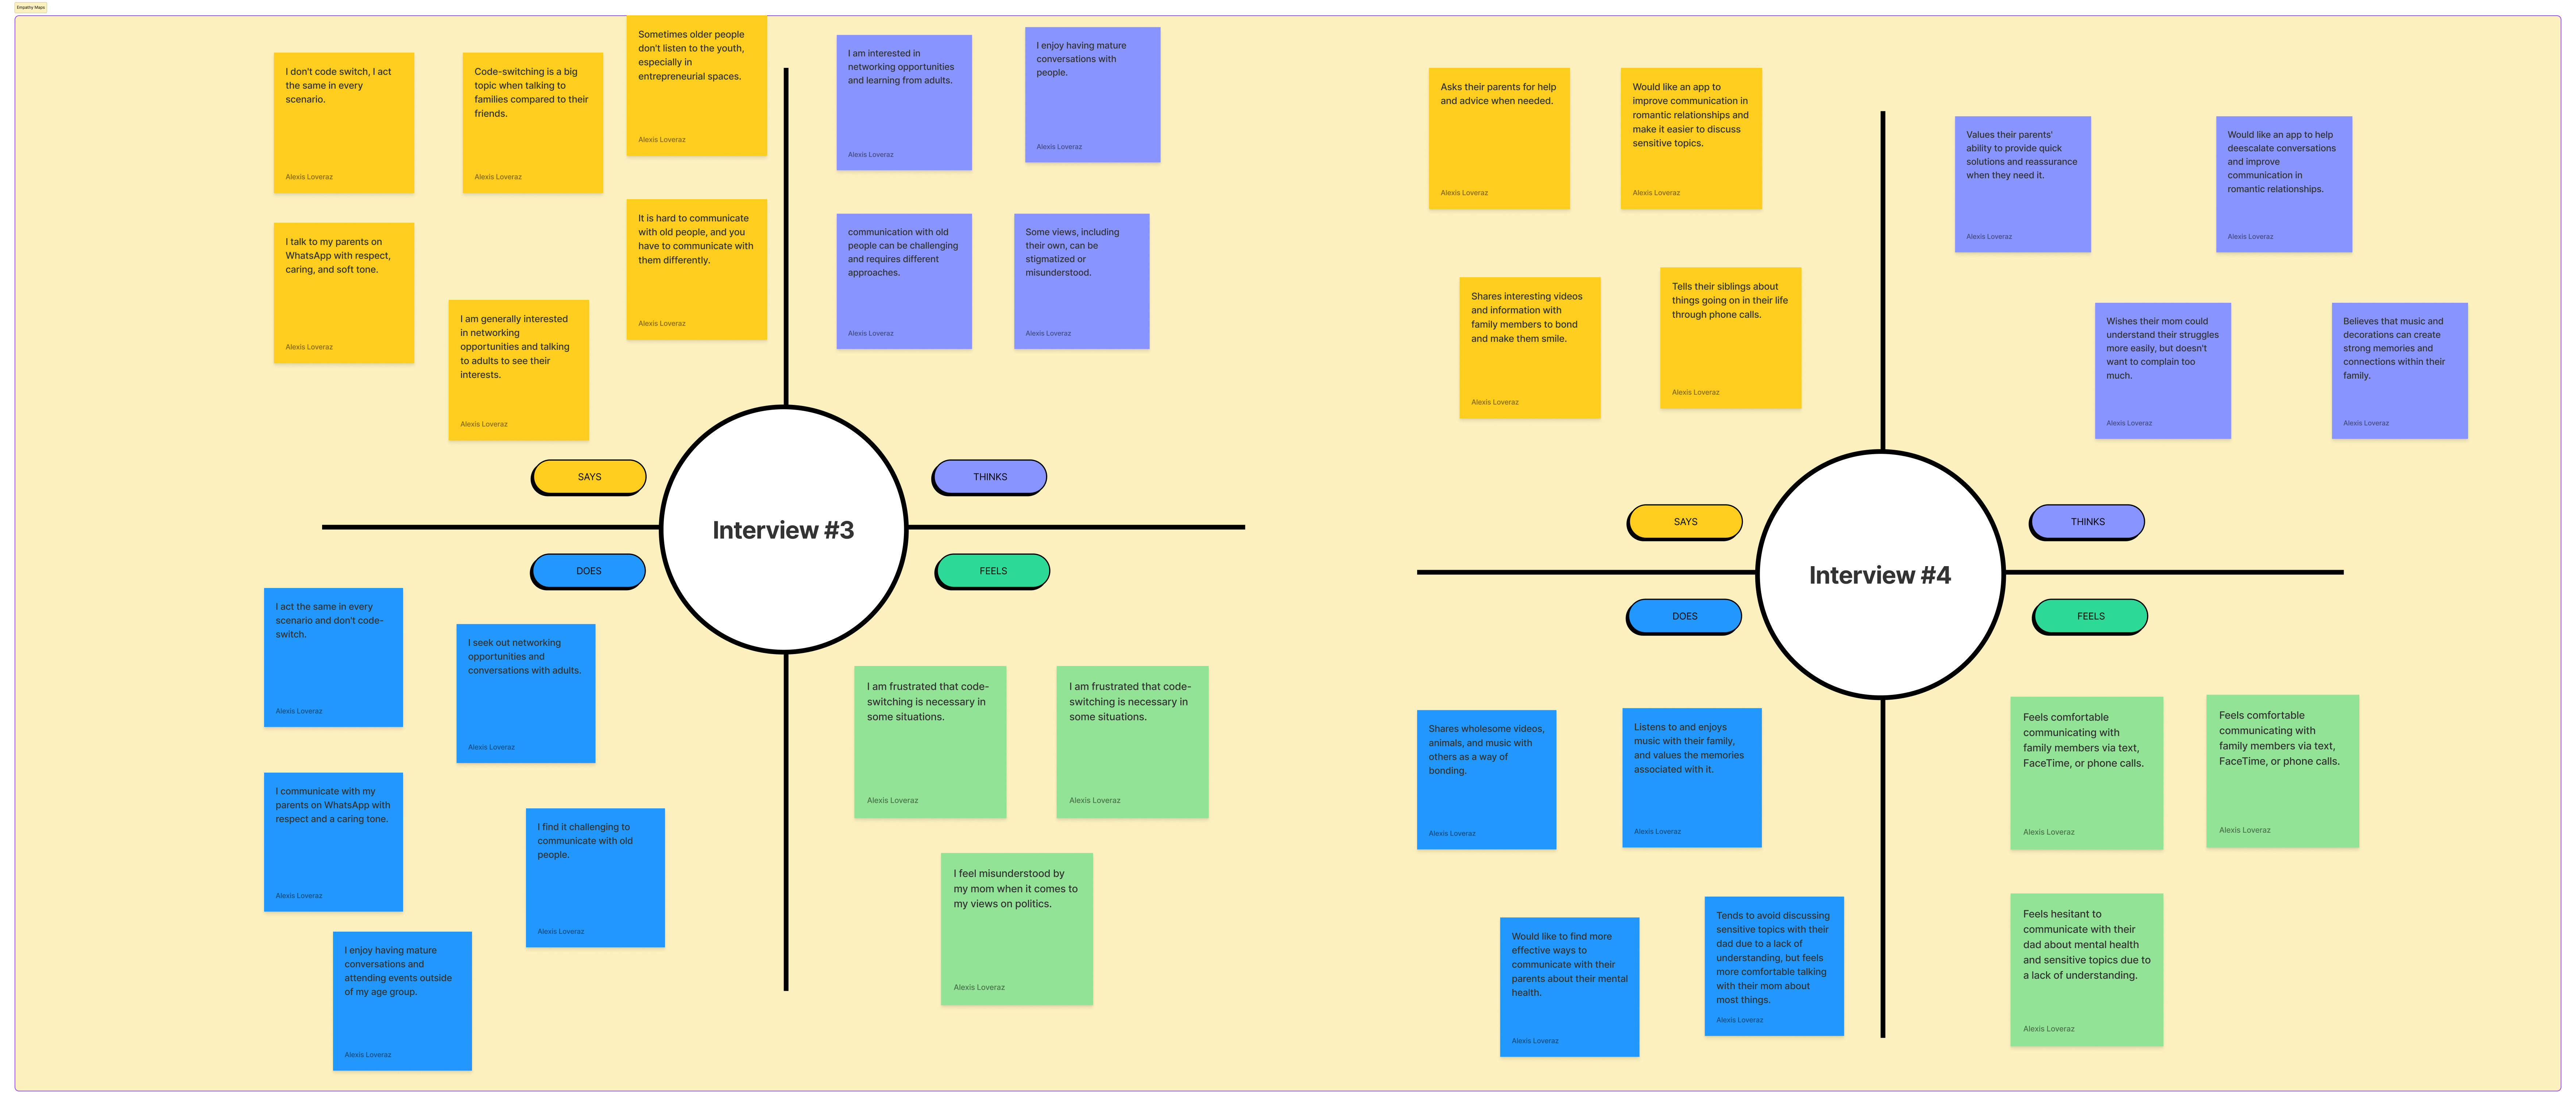 Empathy Maps
I don't code switch, I act
the same in every
scenario.
Alexis Loveraz
Code-switching is a big
topic when talking to
families compared to their
friends.
Alexis Loveraz
Sometimes older people
don't listen to the youth,
especially in
entrepreneurial spaces.
Alexis Loveraz
I talk to my parents on
WhatsApp with respect,
caring, and soft tone.
Alexis Loveraz
I am generally interested
in networking
opportunities and talking
to adults to see their
interests.
Alexis Loveraz
It is hard to communicate
with old people, and you
have to communicate with
them differently.
Alexis Loveraz
I am interested in
networking opportunities
and learning from adults.
Alexis Loveraz
I enjoy having mature
conversations with
people.
Alexis Loveraz
communication with old
people can be challenging
and requires different
approaches.
Alexis Loveraz
Some views, including
their own, can be
stigmatized or
misunderstood.
Alexis Loveraz
SAYS
THINKS
Interview #3
DOES
FEELS
I act the same in every
scenario and don't code-
switch.
Alexis Loveraz
I seek out networking
opportunities and
conversations with adults.
Alexis Loveraz
I communicate with my
parents on WhatsApp with
respect and a caring tone.
Alexis Loveraz
I find it challenging to
communicate with old
people.
Alexis Loveraz
I enjoy having mature
conversations and
attending events outside
of my age group.
Alexis Loveraz
I am frustrated that code-
switching is necessary in
some situations.
Alexis Loveraz
I am frustrated that code-
switching is necessary in
some situations.
Alexis Loveraz
I feel misunderstood by
my mom when it comes to
my views on politics.
Alexis Loveraz
Asks their parents for help
and advice when needed.
Alexis Loveraz
Would like an app to
improve communication in
romantic relationships and
make it easier to discuss
sensitive topics.
Alexis Loveraz
Shares interesting videos
and information with
family members to bond
and make them smile.
Alexis Loveraz
Tells their siblings about
things going on in their life
through phone calls.
Alexis Loveraz
Values their parents'
ability to provide quick
solutions and reassurance
when they need it.
Alexis Loveraz
Would like an app to help
deescalate conversations
and improve
communication in
romantic relationships.
Alexis Loveraz
Wishes their mom could
understand their struggles
more easily, but doesn't
want to complain too
much.
Alexis Loveraz
Believes that music and
decorations can create
strong memories and
connections within their
family.
Alexis Loveraz
SAYS
THINKS
Interview #4
DOES
FEELS
Shares wholesome videos,
animals, and music with
others as a way of
bonding.
Alexis Loveraz
Listens to and enjoys
music with their family,
and values the memories
associated with it.
Alexis Loveraz
Would like to find more
effective ways to
communicate with their
parents about their mental
health.
Alexis Loveraz
Tends to avoid discussing
sensitive topics with their
dad due to a lack of
understanding, but feels
more comfortable talking
with their mom about
most things.
Alexis Loveraz
Feels comfortable
communicating with
family members via text,
FaceTime, or phone calls.
Alexis Loveraz
Feels comfortable
communicating with
family members via text,
FaceTime, or phone calls.
Alexis Loveraz
Feels hesitant to
communicate with their
dad about mental health
and sensitive topics due to
a lack of understanding.
Alexis Loveraz